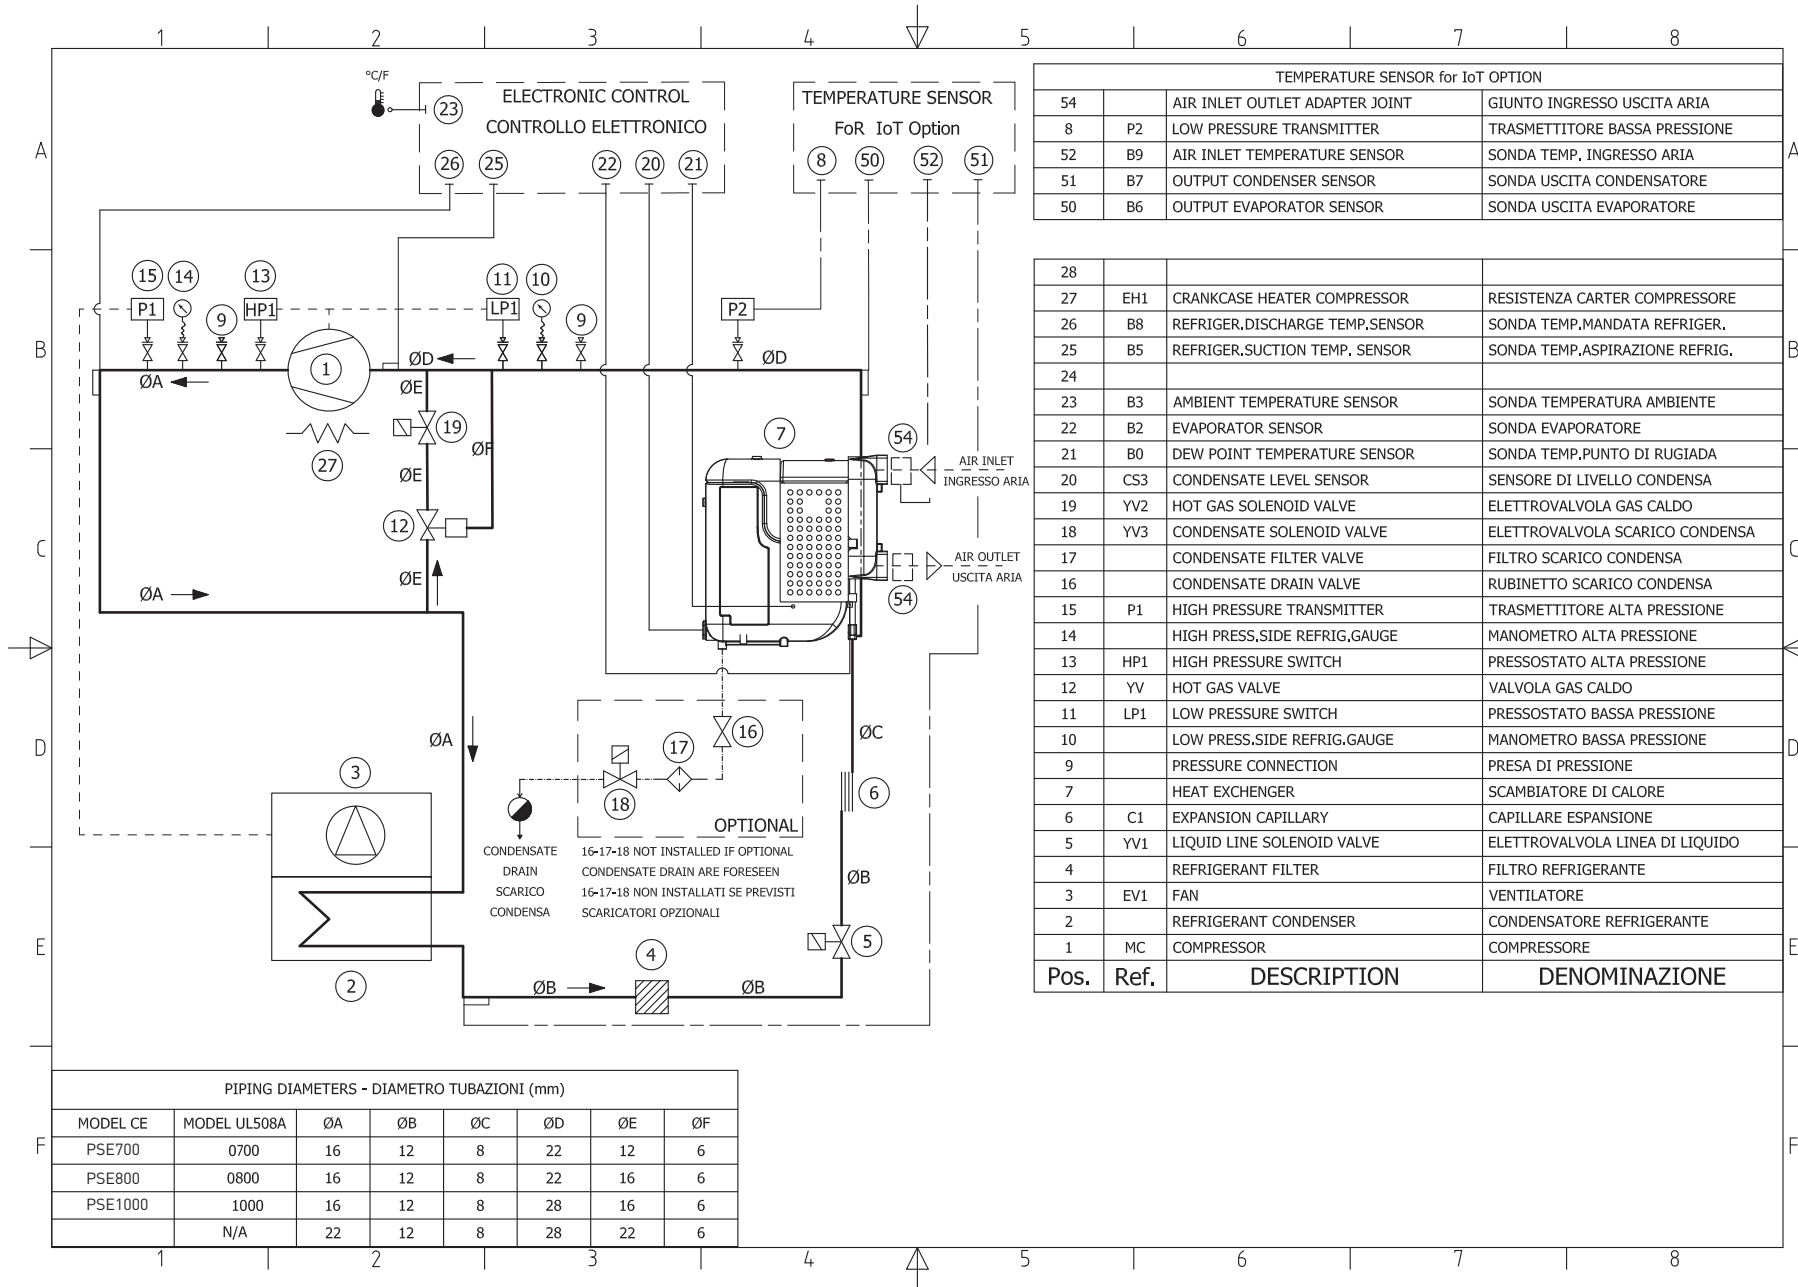 1 2 3 4 5 6 7 8
A
B
C
D
E
F
A
B
C
D
E
F
1 2 3 4 5 6 7 8
°C/F
23
ELECTRONIC CONTROL
CONTROLLO ELETTRONICO
26 25 22 20 21
TEMPERATURE SENSOR
FoR IoT Option
8 50 52 51
15 14 13 11 10
P1 9 HP1 LP1 9 P2
1
ØD ØD
ØA ØE
19
27
ØF
ØE
12
ØE
ØA
7
54
AIR INLET
INGRESSO ARIA
AIR OUTLET
USCITA ARIA
54
ØA
16
17
18
OPTIONAL
ØC
6
3
CONDENSATE
DRAIN
SCARICO
CONDENSA
16-17-18 NOT INSTALLED IF OPTIONAL
CONDENSATE DRAIN ARE FORESEEN
16-17-18 NON INSTALLATI SE PREVISTI
SCARICATORI OPZIONALI
ØB
5
4
2
ØB ØB
TEMPERATURE SENSOR for IoT OPTION
54 AIR INLET OUTLET ADAPTER JOINT GIUNTO INGRESSO USCITA ARIA
8 P2 LOW PRESSURE TRANSMITTER TRASMETTITORE BASSA PRESSIONE
52 B9 AIR INLET TEMPERATURE SENSOR SONDA TEMP. INGRESSO ARIA
51 B7 OUTPUT CONDENSER SENSOR SONDA USCITA CONDENSATORE
50 B6 OUTPUT EVAPORATOR SENSOR SONDA USCITA EVAPORATORE
28
27 EH1 CRANKCASE HEATER COMPRESSOR RESISTENZA CARTER COMPRESSORE
26 B8 REFRIGER.DISCHARGE TEMP.SENSOR SONDA TEMP.MANDATA REFRIGER.
25 B5 REFRIGER.SUCTION TEMP. SENSOR SONDA TEMP.ASPIRAZIONE REFRIG.
24
23 B3 AMBIENT TEMPERATURE SENSOR SONDA TEMPERATURA AMBIENTE
22 B2 EVAPORATOR SENSOR SONDA EVAPORATORE
21 B0 DEW POINT TEMPERATURE SENSOR SONDA TEMP.PUNTO DI RUGIADA
20 CS3 CONDENSATE LEVEL SENSOR SENSORE DI LIVELLO CONDENSA
19 YV2 HOT GAS SOLENOID VALVE ELETTROVALVOLA GAS CALDO
18 YV3 CONDENSATE SOLENOID VALVE ELETTROVALVOLA SCARICO CONDENSA
17 CONDENSATE FILTER VALVE FILTRO SCARICO CONDENSA
16 CONDENSATE DRAIN VALVE RUBINETTO SCARICO CONDENSA
15 P1 HIGH PRESSURE TRANSMITTER TRASMETTITORE ALTA PRESSIONE
14 HIGH PRESS.SIDE REFRIG.GAUGE MANOMETRO ALTA PRESSIONE
13 HP1 HIGH PRESSURE SWITCH PRESSOSTATO ALTA PRESSIONE
12 YV HOT GAS VALVE VALVOLA GAS CALDO
11 LP1 LOW PRESSURE SWITCH PRESSOSTATO BASSA PRESSIONE
10 LOW PRESS.SIDE REFRIG.GAUGE MANOMETRO BASSA PRESSIONE
9 PRESSURE CONNECTION PRESA DI PRESSIONE
7 HEAT EXCHENGER SCAMBIATORE DI CALORE
6 C1 EXPANSION CAPILLARY CAPILLARE ESPANSIONE
5 YV1 LIQUID LINE SOLENOID VALVE ELETTROVALVOLA LINEA DI LIQUIDO
4 REFRIGERANT FILTER FILTRO REFRIGERANTE
3 EV1 FAN VENTILATORE
2 REFRIGERANT CONDENSER CONDENSATORE REFRIGERANTE
1 MC COMPRESSOR COMPRESSORE
Pos. Ref. DESCRIPTION DENOMINAZIONE
PIPING DIAMETERS - DIAMETRO TUBAZIONI (mm)
MODEL CE MODEL UL508A ØA ØB ØC ØD ØE ØF
PSE700 0700 16 12 8 22 12 6
PSE800 0800 16 12 8 22 16 6
PSE1000 1000 16 12 8 28 16 6
N/A 22 12 8 28 22 6